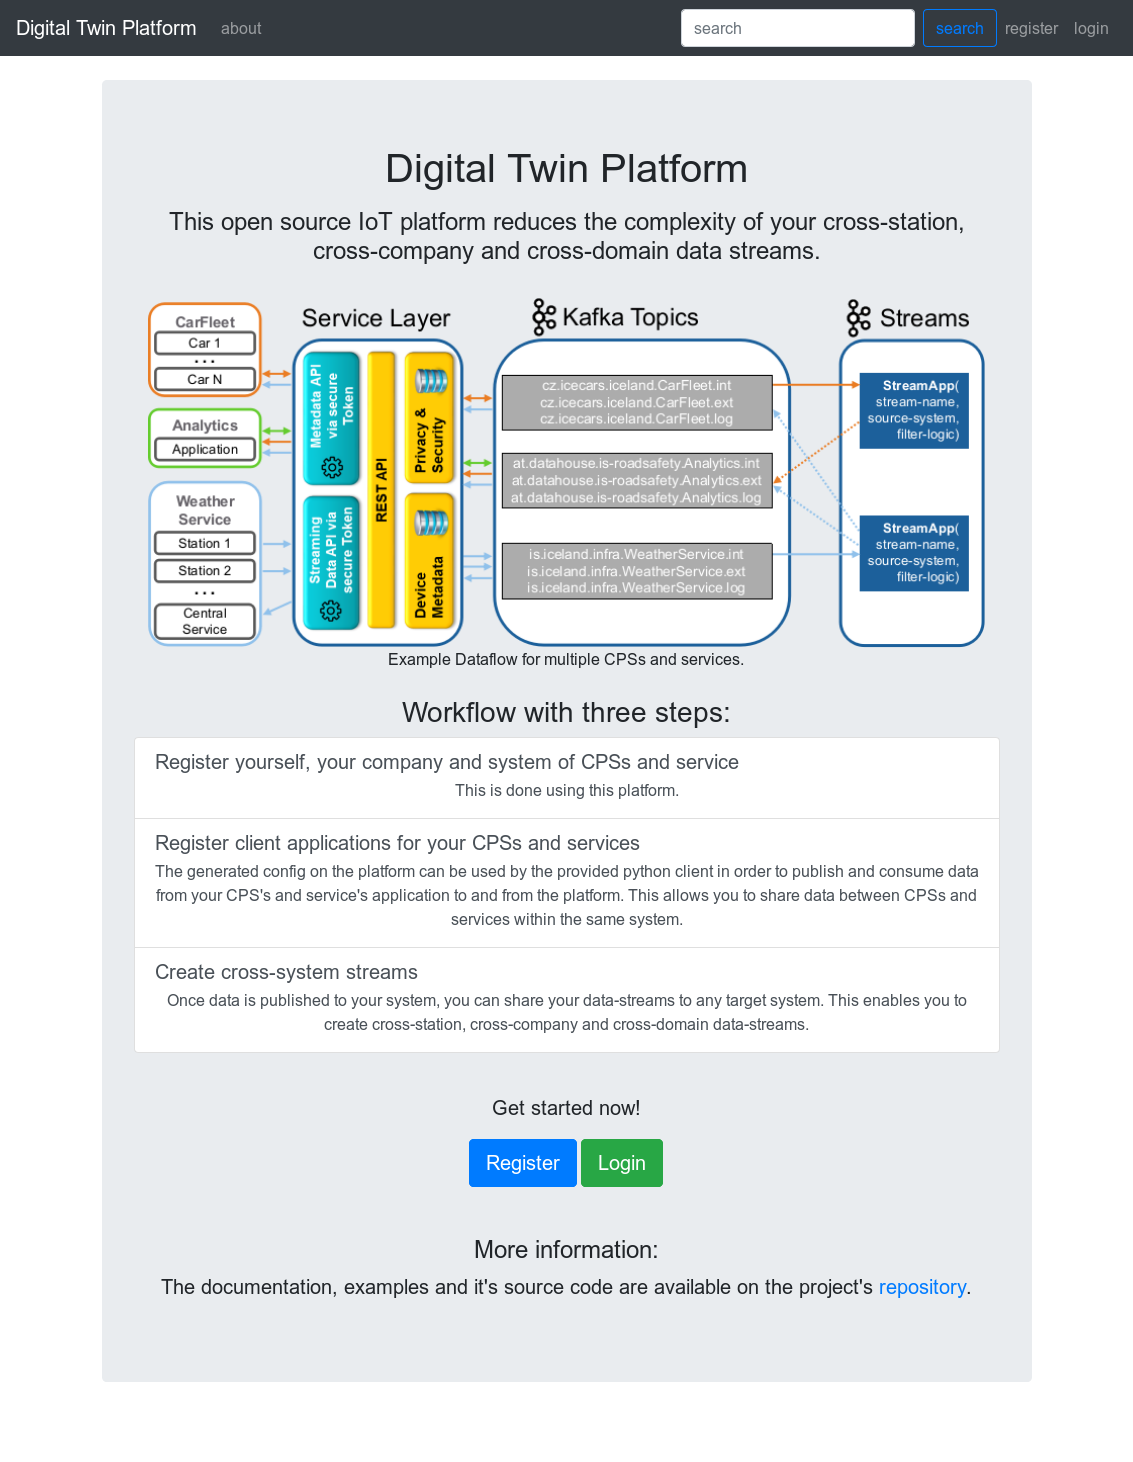 Digital Twin Platform about search search register login
Digital Twin Platform
This open source IoT platform reduces the complexity of your cross-station,
cross-company and cross-domain data streams.
CarFleet
Car 1
...
Car N
Analytics
Application
Weather
Service
Station 1
Station 2
...
Central
Service
Service Layer
Metadata API
via secure
Token
Streaming
Data API via
secure Token
REST API
Privacy &
Security
Device
Metadata
Kafka Topics
cz.icecars.iceland.CarFleet.int
cz.icecars.iceland.CarFleet.ext
cz.icecars.iceland.CarFleet.log
at.datahouse.is-roadsafety.Analytics.int
at.datahouse.is-roadsafety.Analytics.ext
at.datahouse.is-roadsafety.Analytics.log
is.iceland.infra.WeatherService.int
is.iceland.infra.WeatherService.ext
is.iceland.infra.WeatherService.log
Streams
StreamApp(
stream-name,
source-system,
filter-logic)
StreamApp(
stream-name,
source-system,
filter-logic)
Example Dataflow for multiple CPSs and services.
Workflow with three steps:
Register yourself, your company and system of CPSs and service
This is done using this platform.
Register client applications for your CPSs and services
The generated config on the platform can be used by the provided python client in order to publish and consume data
from your CPS's and service's application to and from the platform. This allows you to share data between CPSs and
services within the same system.
Create cross-system streams
Once data is published to your system, you can share your data-streams to any target system. This enables you to
create cross-station, cross-company and cross-domain data-streams.
Get started now!
Register Login
More information:
The documentation, examples and it's source code are available on the project's repository.